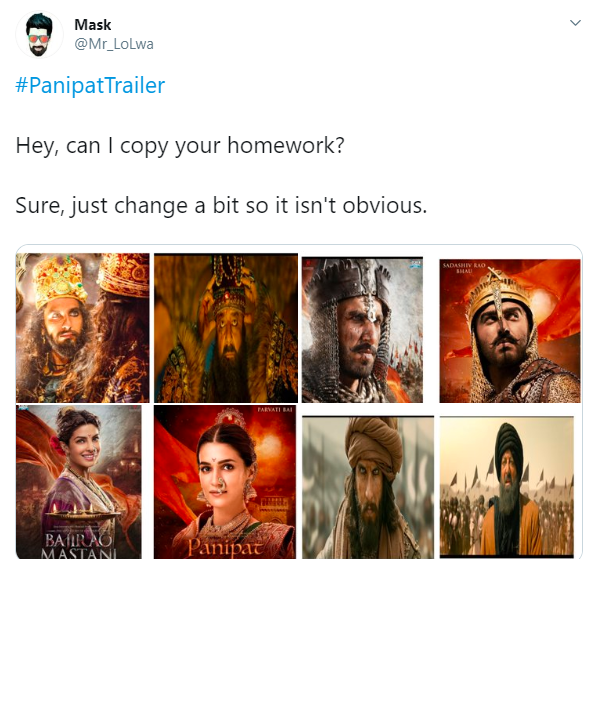 Mask
@Mr_LoLwa
#PanipatTrailer
Hey, can I copy your homework?
Sure, just change a bit so it isn't obvious.
SADASHIV RAO
BHAU
BAJIRAO
MASTANI
PARVATI BAI
Panipat